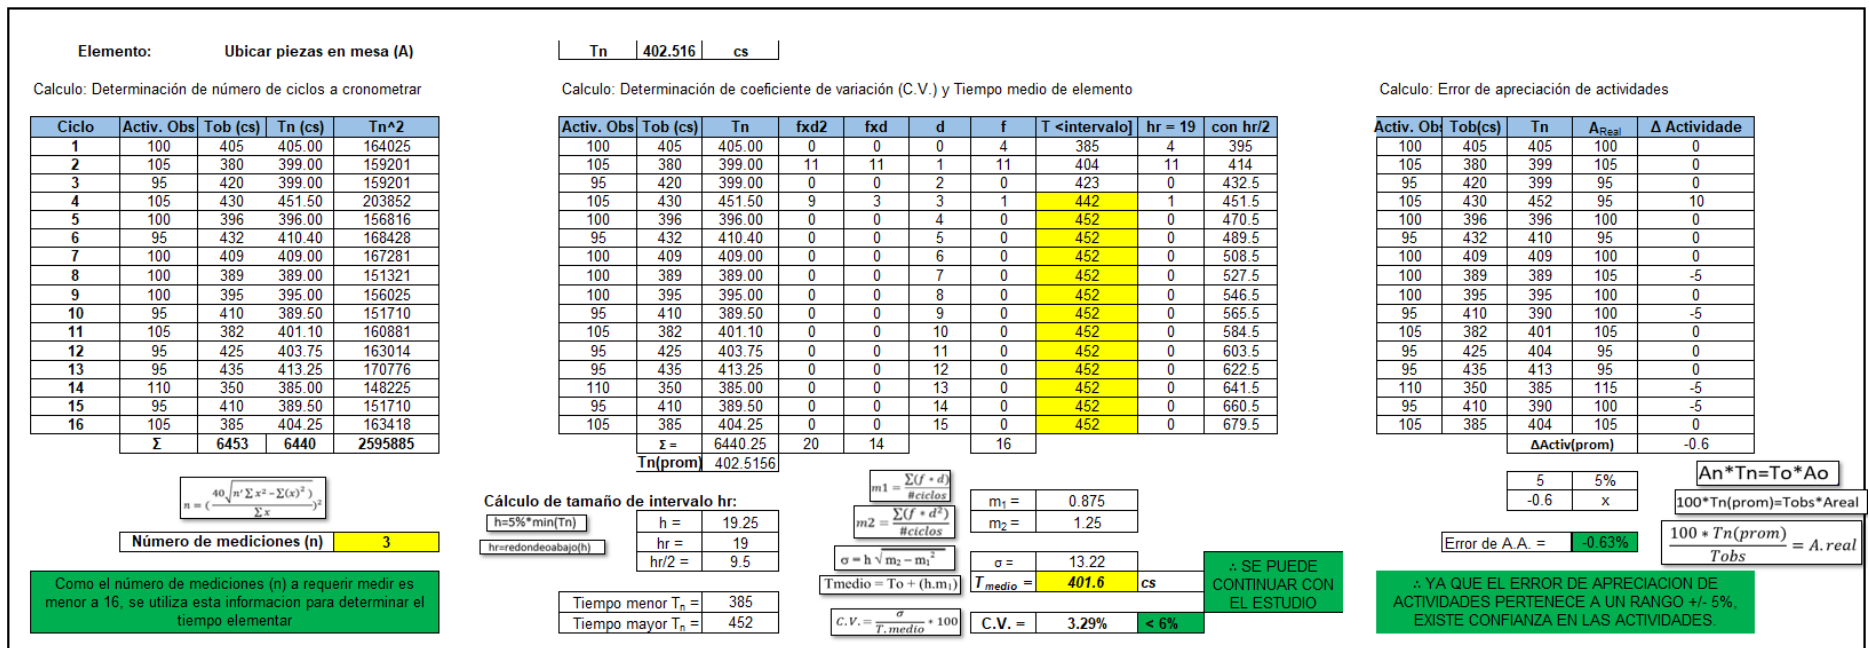 Elemento: Ubicar piezas en mesa (A)
Tn 402.516 cs
Calculo: Determinación de número de ciclos a cronometrar
Ciclo Activ. Obs Tob (cs) Tn (cs) Tn^2
1 100 405 405.00 164025
2 105 380 399.00 159201
3 95 420 399.00 159201
4 105 430 451.50 203852
5 100 396 396.00 156816
6 95 432 410.40 168428
7 100 409 409.00 167281
8 100 389 389.00 151321
9 100 395 395.00 156025
10 95 410 389.50 151710
11 105 382 401.10 160881
12 95 425 403.75 163014
13 95 435 413.25 170776
14 110 350 385.00 148225
15 95 410 389.50 151710
16 105 385 404.25 163418
Σ 6453 6440 2595885
n = (40√(n′ Σ x² − Σ(x)²) / Σ x)²
Número de mediciones (n) 3
Como el número de mediciones (n) a requerir medir es
menor a 16, se utiliza esta informacion para determinar el
tiempo elementar
Calculo: Determinación de coeficiente de variación (C.V.) y Tiempo medio de elemento
Activ. Obs Tob (cs) Tn fxd2 fxd d f T <intervalo] hr = 19 con hr/2
100 405 405.00 0 0 0 4 385 4 395
105 380 399.00 11 11 1 11 404 11 414
95 420 399.00 0 0 2 0 423 0 432.5
105 430 451.50 9 3 3 1 442 1 451.5
100 396 396.00 0 0 4 0 452 0 470.5
95 432 410.40 0 0 5 0 452 0 489.5
100 409 409.00 0 0 6 0 452 0 508.5
100 389 389.00 0 0 7 0 452 0 527.5
100 395 395.00 0 0 8 0 452 0 546.5
95 410 389.50 0 0 9 0 452 0 565.5
105 382 401.10 0 0 10 0 452 0 584.5
95 425 403.75 0 0 11 0 452 0 603.5
95 435 413.25 0 0 12 0 452 0 622.5
110 350 385.00 0 0 13 0 452 0 641.5
95 410 389.50 0 0 14 0 452 0 660.5
105 385 404.25 0 0 15 0 452 0 679.5
Σ = 6440.25 20 14 16
Tn(prom) 402.5156
Cálculo de tamaño de intervalo hr:
h=5%*min(Tn) h = 19.25
hr=redondeoabajo(h) hr = 19
hr/2 = 9.5
Tiempo menor Tn = 385
Tiempo mayor Tn = 452
m1 = Σ(f * d) / #ciclos
m1 = 0.875
m2 = Σ(f * d²) / #ciclos
m2 = 1.25
σ = h √(m₂ − m₁²)
σ = 13.22
Tmedio = To + (h.m₁)
Tmedio = 401.6 cs
C.V. = σ / T.medio * 100
C.V. = 3.29% < 6%
∴ SE PUEDE
CONTINUAR CON
EL ESTUDIO
Calculo: Error de apreciación de actividades
Activ. Ob Tob(cs) Tn AReal Δ Actividade
100 405 405 100 0
105 380 399 105 0
95 420 399 95 0
105 430 452 95 10
100 396 396 100 0
95 432 410 95 0
100 409 409 100 0
100 389 389 105 -5
100 395 395 100 0
95 410 390 100 -5
105 382 401 105 0
95 425 404 95 0
95 435 413 95 0
110 350 385 115 -5
95 410 390 100 -5
105 385 404 105 0
ΔActiv(prom) -0.6
5 5%
-0.6 x
Error de A.A. = -0.63%
An*Tn=To*Ao
100*Tn(prom)=Tobs*Areal
100 * Tn(prom) / Tobs = A.real
∴ YA QUE EL ERROR DE APRECIACION DE
ACTIVIDADES PERTENECE A UN RANGO +/- 5%,
EXISTE CONFIANZA EN LAS ACTIVIDADES.